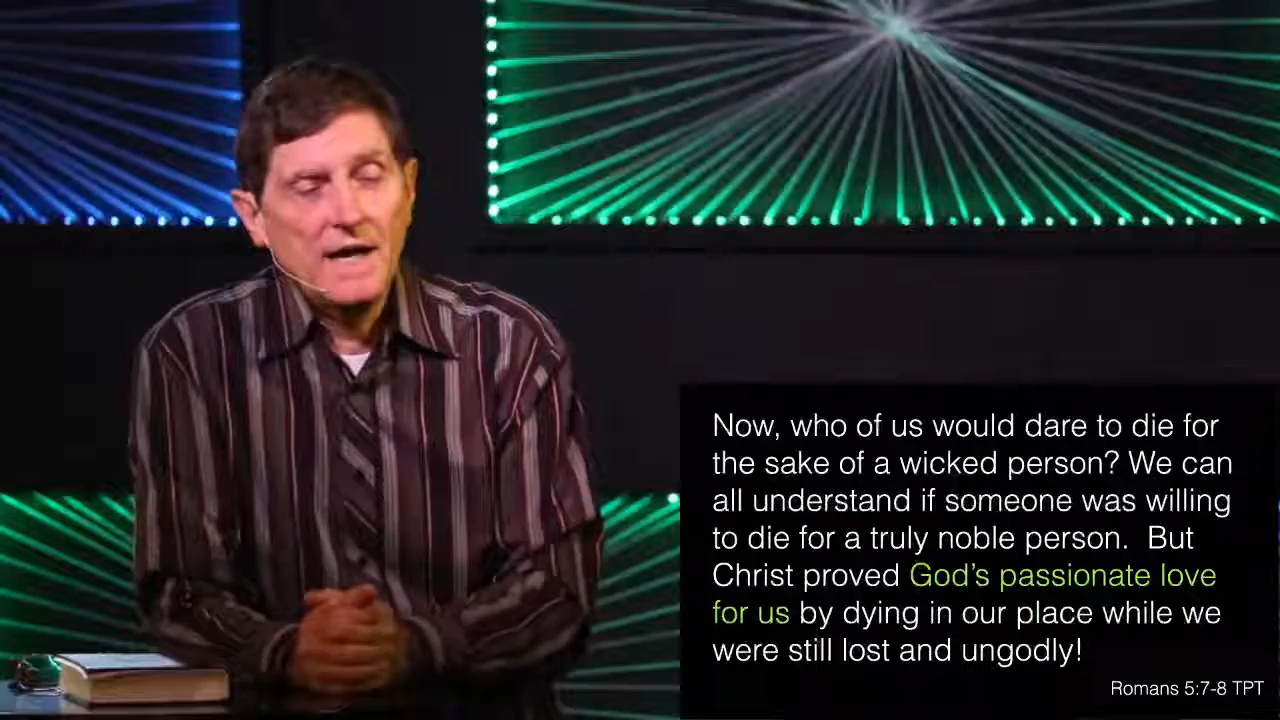 Now, who of us would dare to die for
the sake of a wicked person? We can
all understand if someone was willing
to die for a truly noble person.  But
Christ proved God's passionate love
for us by dying in our place while we
were still lost and ungodly!
Romans 5:7-8 TPT